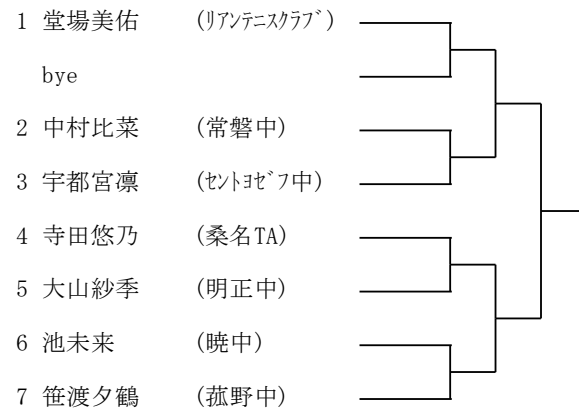 1 堂場美佑 (ﾘｱﾝﾃﾆｽｸﾗﾌﾞ)
bye
2 中村比菜 (常磐中)
3 宇都宮凛 (ｾﾝﾄﾖｾﾞﾌ中)
4 寺田悠乃 (桑名TA)
5 大山紗季 (明正中)
6 池未来 (暁中)
7 笹渡夕鶴 (菰野中)